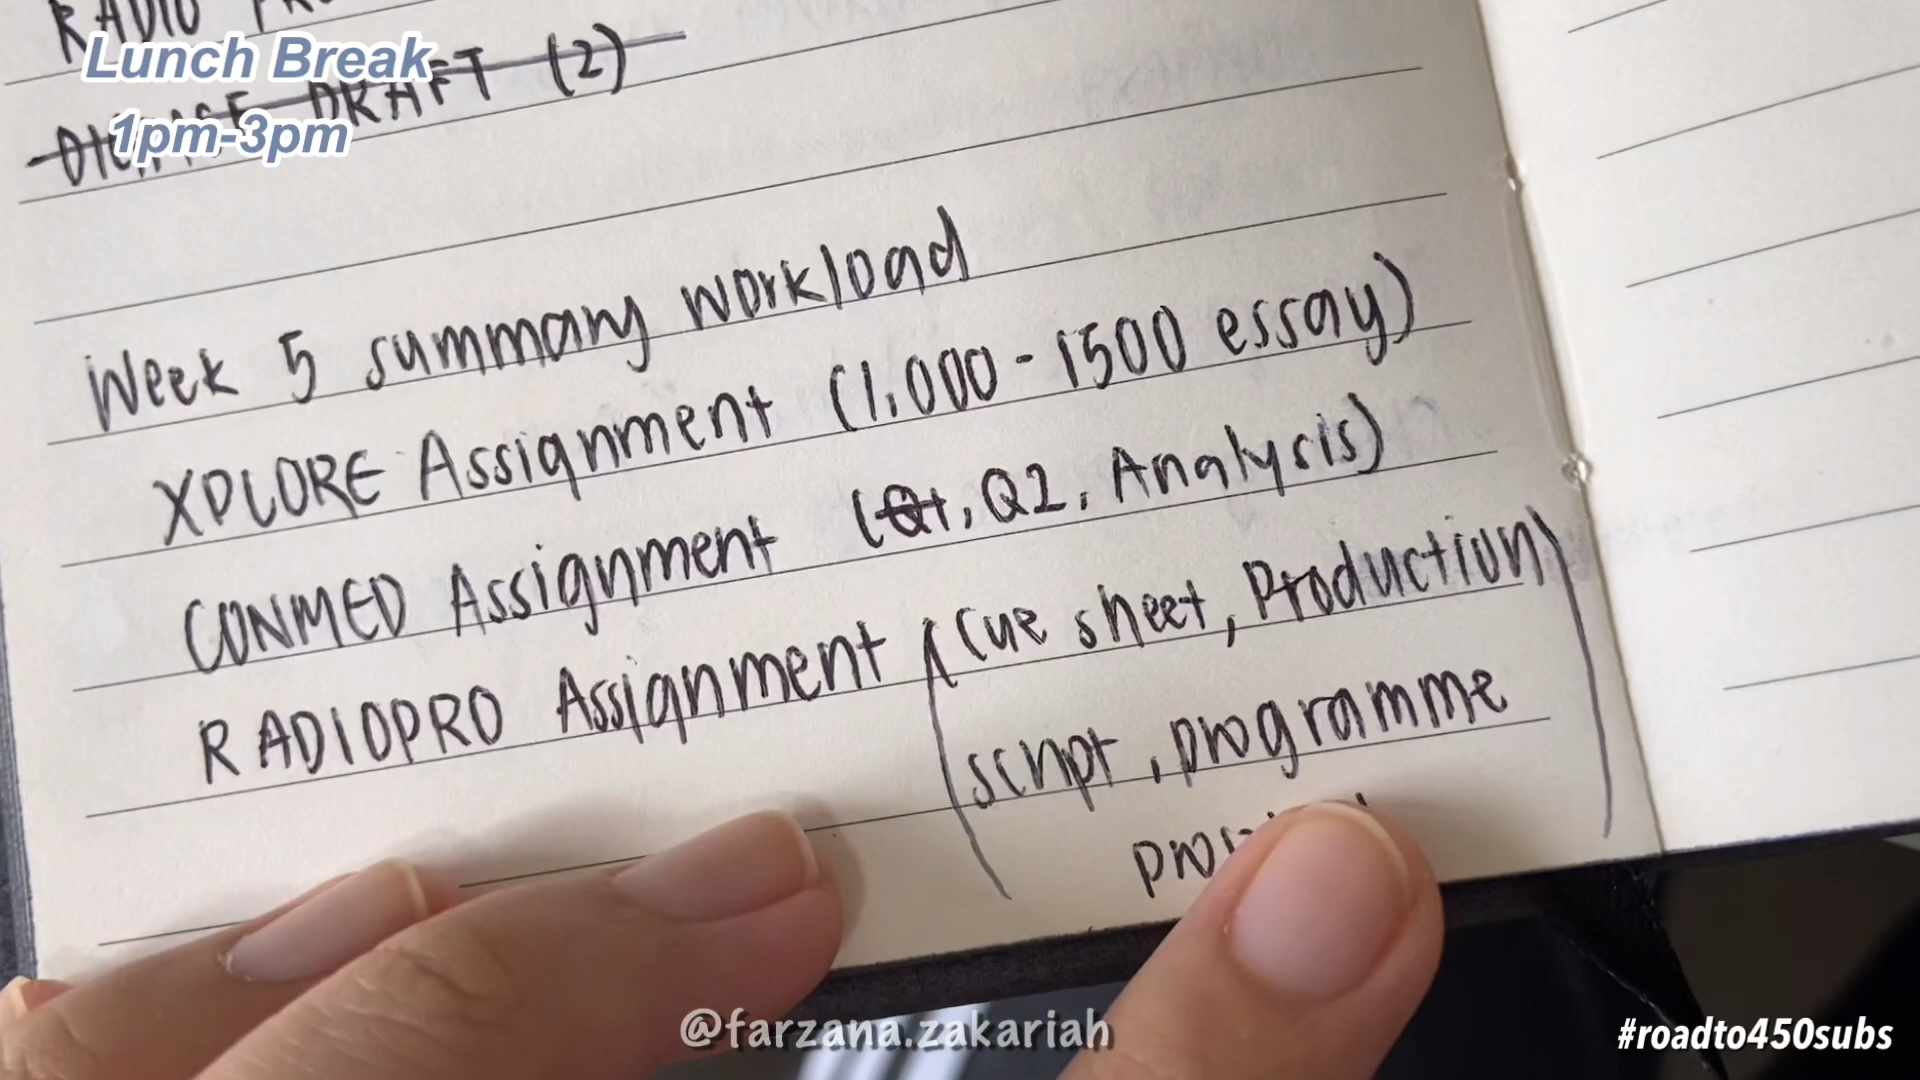 RADIO
Lunch Break
DRAFT (2)
1pm-3pm
Week 5 summary workload
XPLORE Assignment (1,000 - 1500 essay)
CONMED Assignment (Q1, Q2, Analysis)
RADIOPRO Assignment (Cue sheet, Production
script, programme
@farzana.zakariah
#roadto450subs